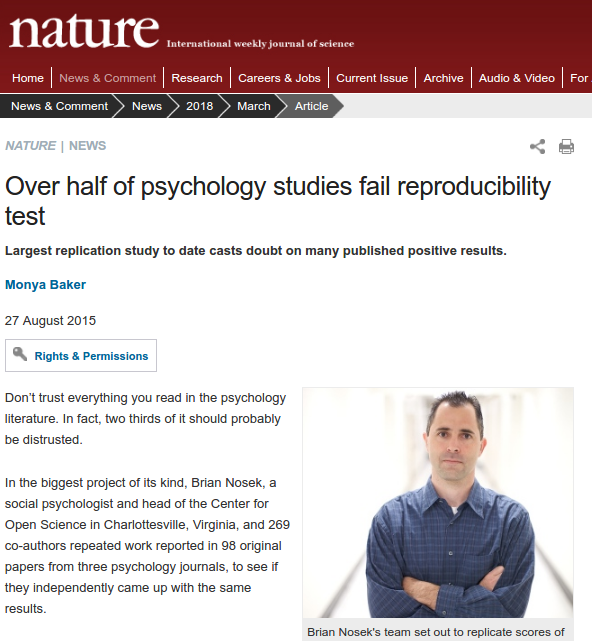 nature International weekly journal of science
Home News & Comment Research Careers & Jobs Current Issue Archive Audio & Video For
News & Comment News 2018 March Article
NATURE | NEWS
Over half of psychology studies fail reproducibility
test
Largest replication study to date casts doubt on many published positive results.
Monya Baker
27 August 2015
Rights & Permissions
Don’t trust everything you read in the psychology
literature. In fact, two thirds of it should probably
be distrusted.
In the biggest project of its kind, Brian Nosek, a
social psychologist and head of the Center for
Open Science in Charlottesville, Virginia, and 269
co-authors repeated work reported in 98 original
papers from three psychology journals, to see if
they independently came up with the same
results.
Brian Nosek's team set out to replicate scores of